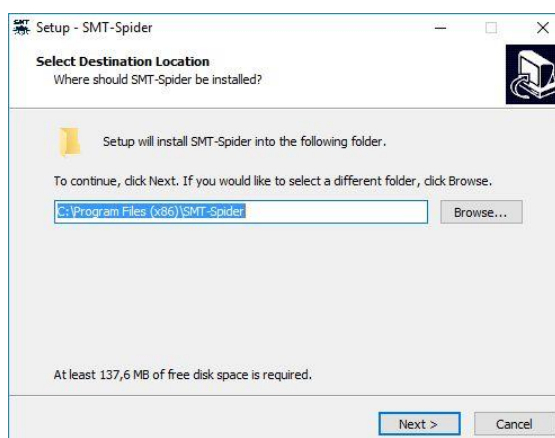 SMT
Setup - SMT-Spider
Select Destination Location
Where should SMT-Spider be installed?
Setup will install SMT-Spider into the following folder.
To continue, click Next. If you would like to select a different folder, click Browse.
C:\Program Files (x86)\SMT-Spider
Browse...
At least 137,6 MB of free disk space is required.
Next >
Cancel